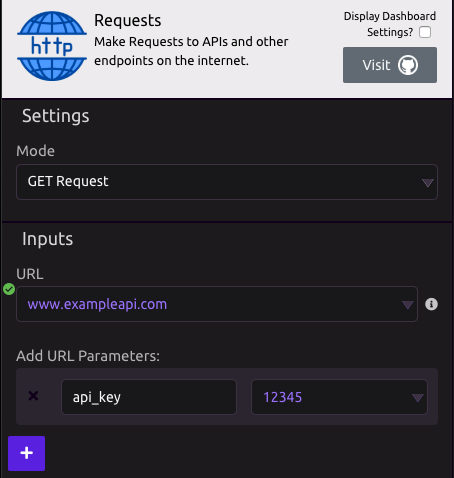 http
Requests
Make Requests to APIs and other
endpoints on the internet.
Display Dashboard
Settings?
Visit
Settings
Mode
GET Request
Inputs
URL
www.exampleapi.com
Add URL Parameters:
api_key 12345